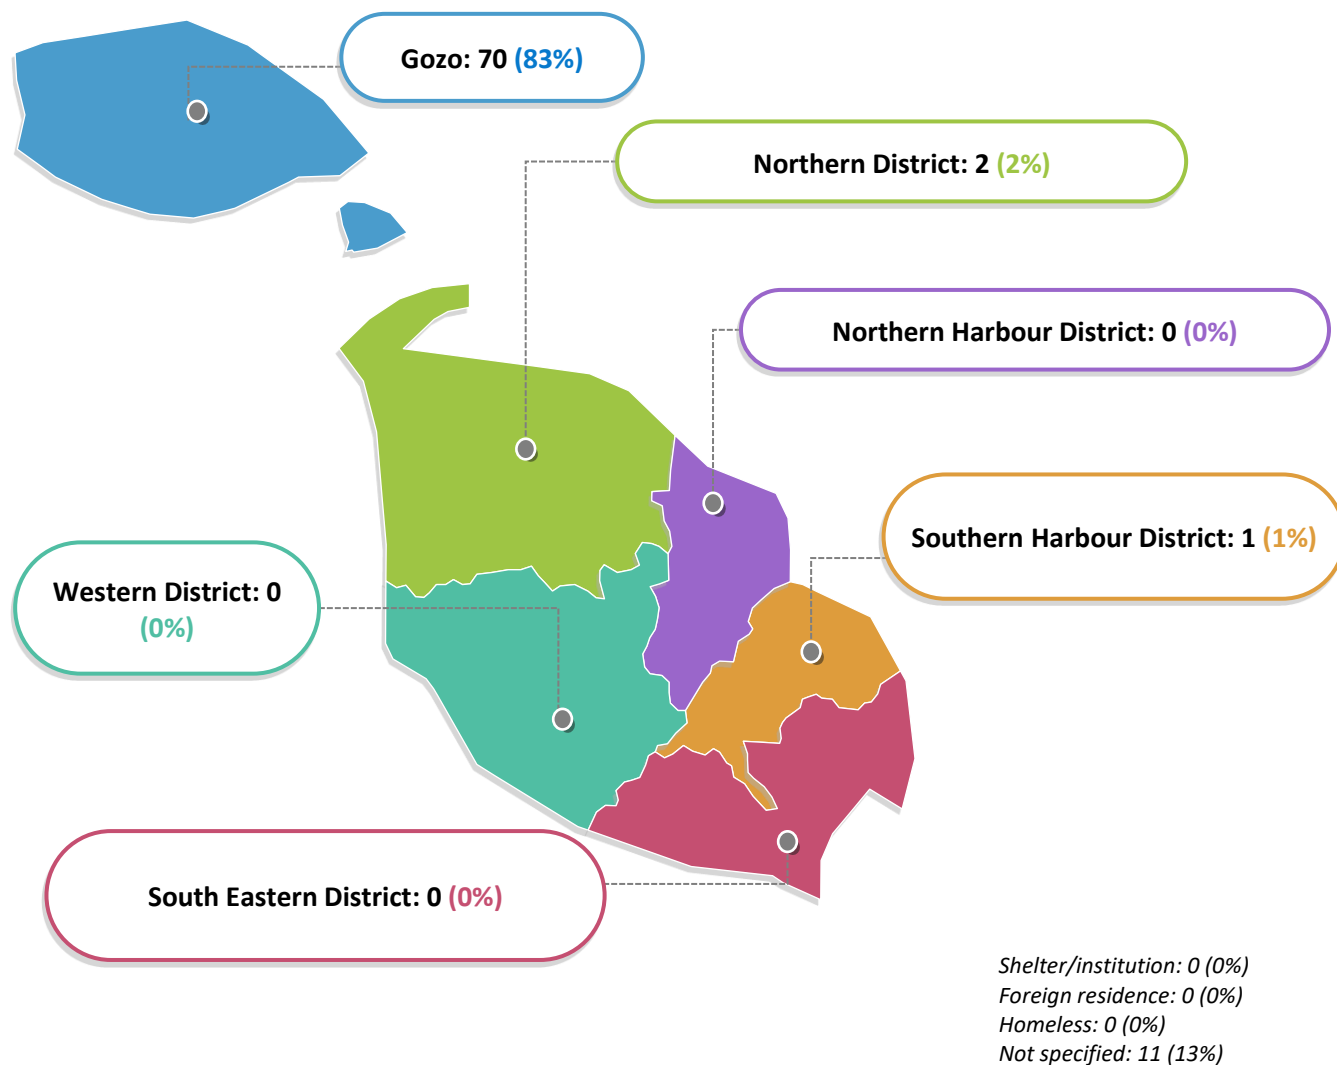 Gozo: 70 (83%)
Northern District: 2 (2%)
Northern Harbour District: 0 (0%)
Southern Harbour District: 1 (1%)
Western District: 0
(0%)
South Eastern District: 0 (0%)
Shelter/institution: 0 (0%)
Foreign residence: 0 (0%)
Homeless: 0 (0%)
Not specified: 11 (13%)